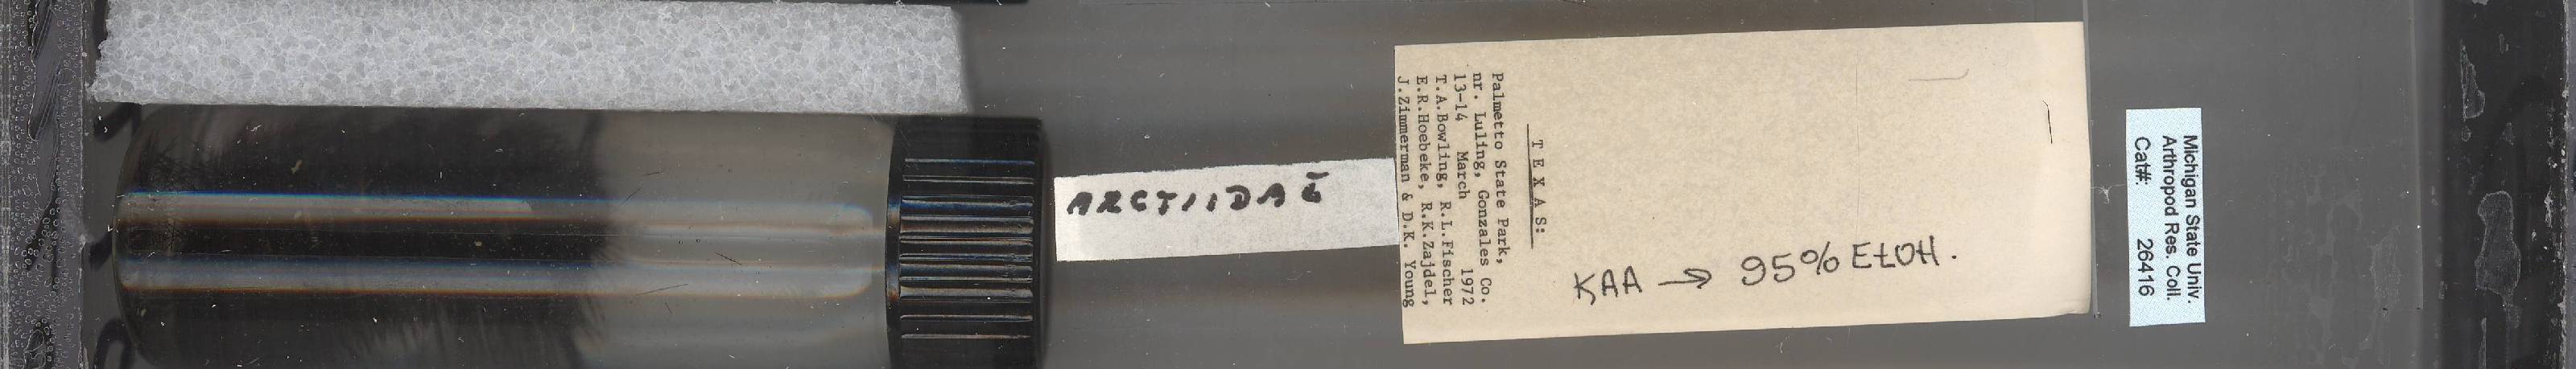 ARCTIIDAE
TEXAS:
Palmetto State Park,
nr. Luling, Gonzales Co.
13-14 March 1972
T.A.Bowling, R.L.Fischer
E.R.Hoebeke, R.K.Zajdel,
J.Zimmerman & D.K. Young
KAA → 95% EtOH.
Michigan State Univ.
Arthropod Res. Coll.
Cat#: 26416